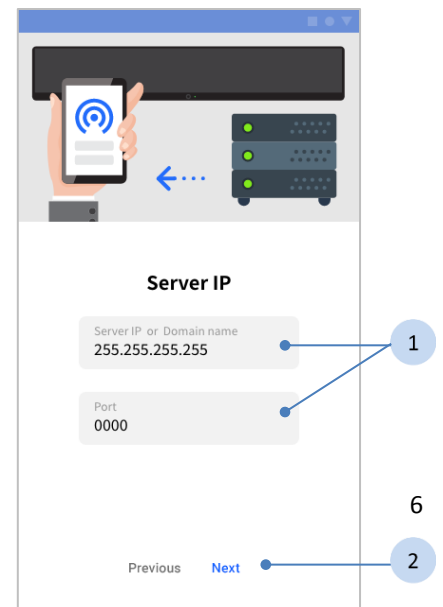 Server IP
Server IP or Domain name
255.255.255.255
1
Port
0000
6
Previous Next
2